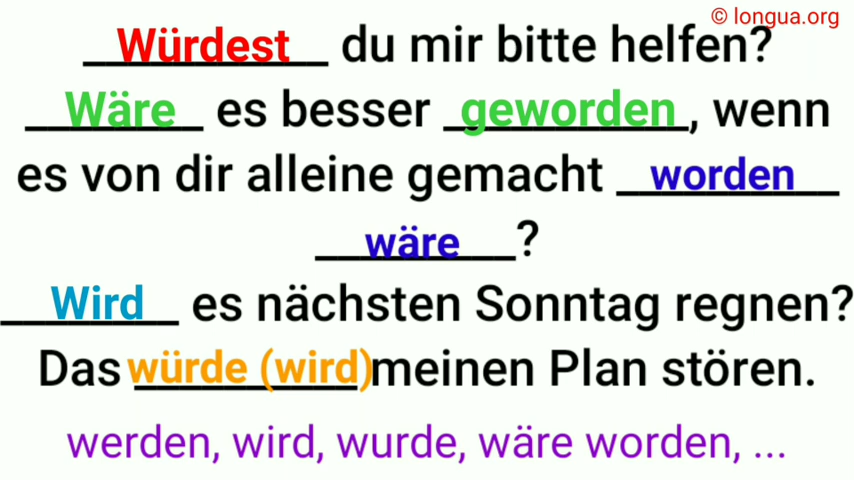 © longua.org
Würdest du mir bitte helfen?
Wäre es besser geworden, wenn
es von dir alleine gemacht worden
wäre?
Wird es nächsten Sonntag regnen?
Das würde (wird) meinen Plan stören.
werden, wird, wurde, wäre worden, ...